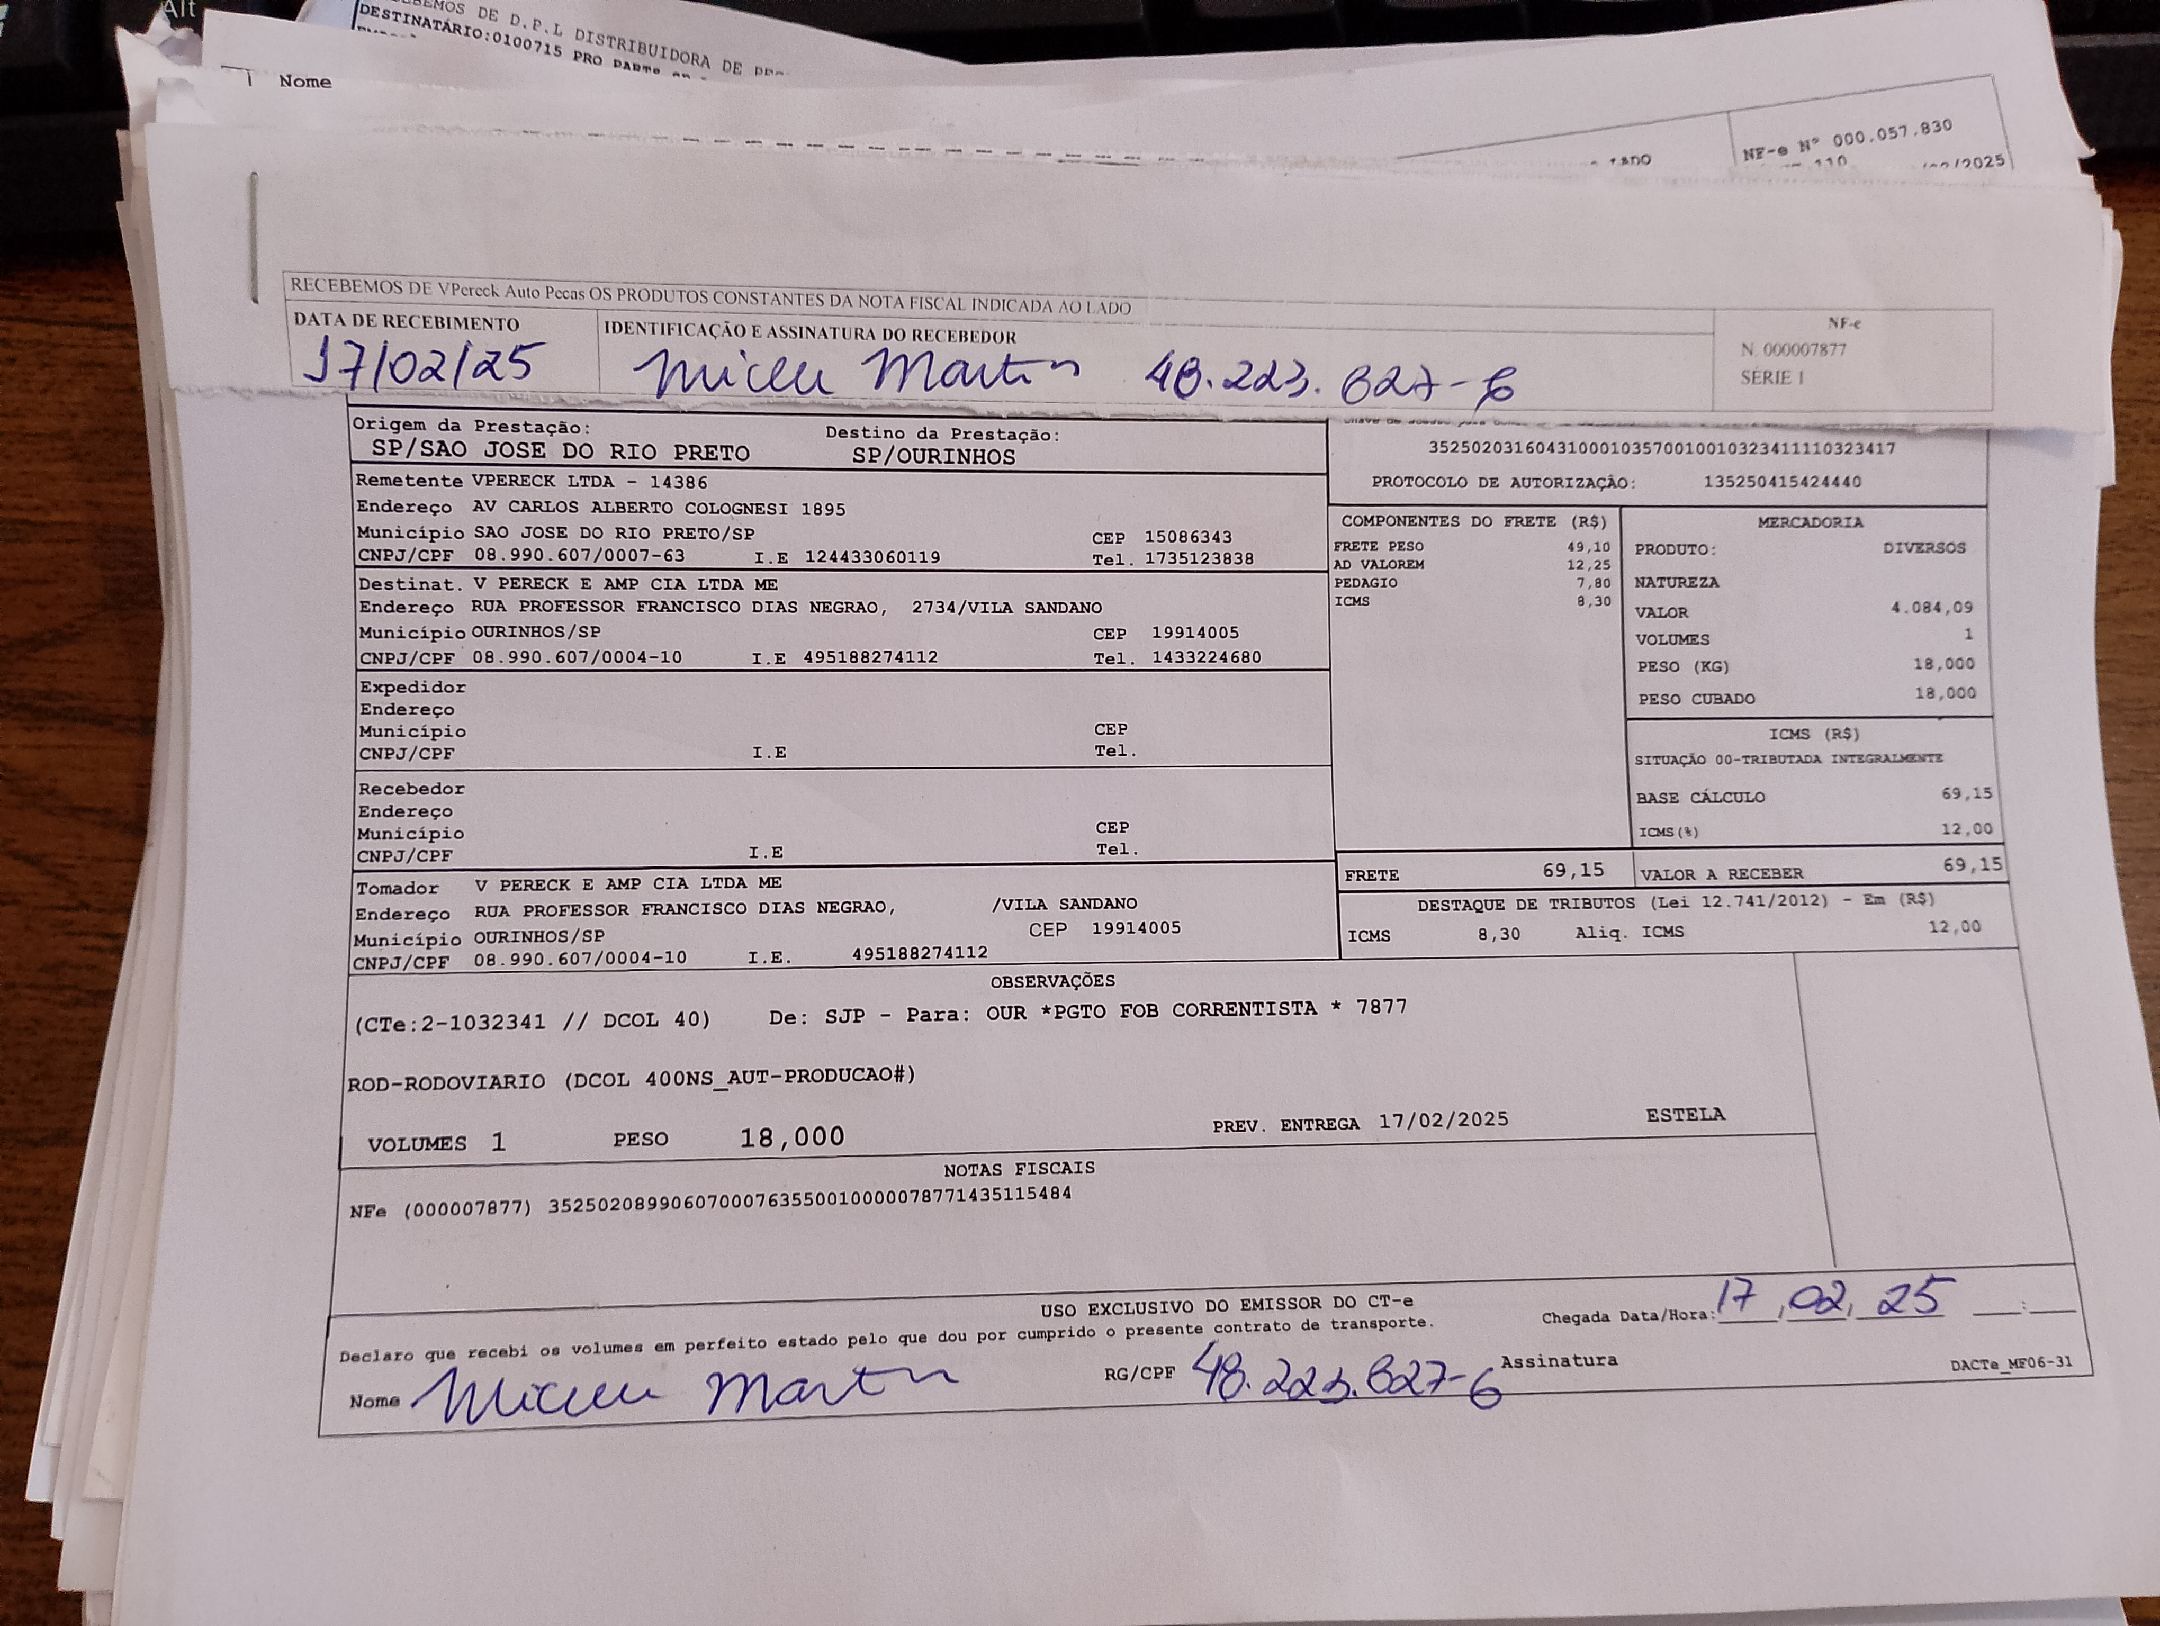 Alt
DESTINATÁRIO:0100715 PRO PARTE
DE D.P.L DISTRIBUIDORA DE
Nome
NF-e Nº 000.057.830
RECEBEMOS DE VPereck Auto Pecas OS PRODUTOS CONSTANTES DA NOTA FISCAL INDICADA AO LADO
DATA DE RECEBIMENTO IDENTIFICAÇÃO E ASSINATURA DO RECEBEDOR NF-e
N. 000007877
SÉRIE 1
17/02/25 Martin 48.223.827-6
Origem da Prestação: Destino da Prestação:
SP/SAO JOSE DO RIO PRETO SP/OURINHOS
35250203160431000103570010010323411110323417
PROTOCOLO DE AUTORIZAÇÃO: 135250415424440
Remetente VPERECK LTDA - 14386
Endereço AV CARLOS ALBERTO COLOGNESI 1895
Município SAO JOSE DO RIO PRETO/SP CEP 15086343
CNPJ/CPF 08.990.607/0007-63 I.E 124433060119 Tel. 1735123838
Destinat. V PERECK E AMP CIA LTDA ME
Endereço RUA PROFESSOR FRANCISCO DIAS NEGRAO, 2734/VILA SANDANO
Município OURINHOS/SP CEP 19914005
CNPJ/CPF 08.990.607/0004-10 I.E 495188274112 Tel. 1433224680
Expedidor
Endereço
Município CEP
CNPJ/CPF I.E Tel.
Recebedor
Endereço
Município CEP
CNPJ/CPF I.E Tel.
Tomador V PERECK E AMP CIA LTDA ME
Endereço RUA PROFESSOR FRANCISCO DIAS NEGRAO, /VILA SANDANO
Município OURINHOS/SP CEP 19914005
CNPJ/CPF 08.990.607/0004-10 I.E. 495188274112
COMPONENTES DO FRETE (R$)
FRETE PESO 49,10
AD VALOREM 12,25
PEDAGIO 7,80
ICMS 8,30
MERCADORIA
PRODUTO: DIVERSOS
NATUREZA
VALOR 4.084,09
VOLUMES 1
PESO (KG) 18,000
PESO CUBADO 18,000
ICMS (R$)
SITUAÇÃO 00-TRIBUTADA INTEGRALMENTE
BASE CÁLCULO 69,15
ICMS(%) 12,00
FRETE 69,15 VALOR A RECEBER 69,15
DESTAQUE DE TRIBUTOS (Lei 12.741/2012) - Em (R$)
ICMS 8,30 Aliq. ICMS 12,00
OBSERVAÇÕES
(CTe:2-1032341 // DCOL 40) De: SJP - Para: OUR *PGTO FOB CORRENTISTA * 7877
ROD-RODOVIARIO (DCOL 400NS_AUT-PRODUCAO#)
VOLUMES 1 PESO 18,000 PREV. ENTREGA 17/02/2025 ESTELA
NOTAS FISCAIS
NFe (000007877) 35250208990607000763550010000078771435115484
USO EXCLUSIVO DO EMISSOR DO CT-e
Chegada Data/Hora: 17/02/25 __:__
Declaro que recebi os volumes em perfeito estado pelo que dou por cumprido o presente contrato de transporte.
Nome Martin RG/CPF 48.223.827-6 Assinatura DACTe_MF06-31